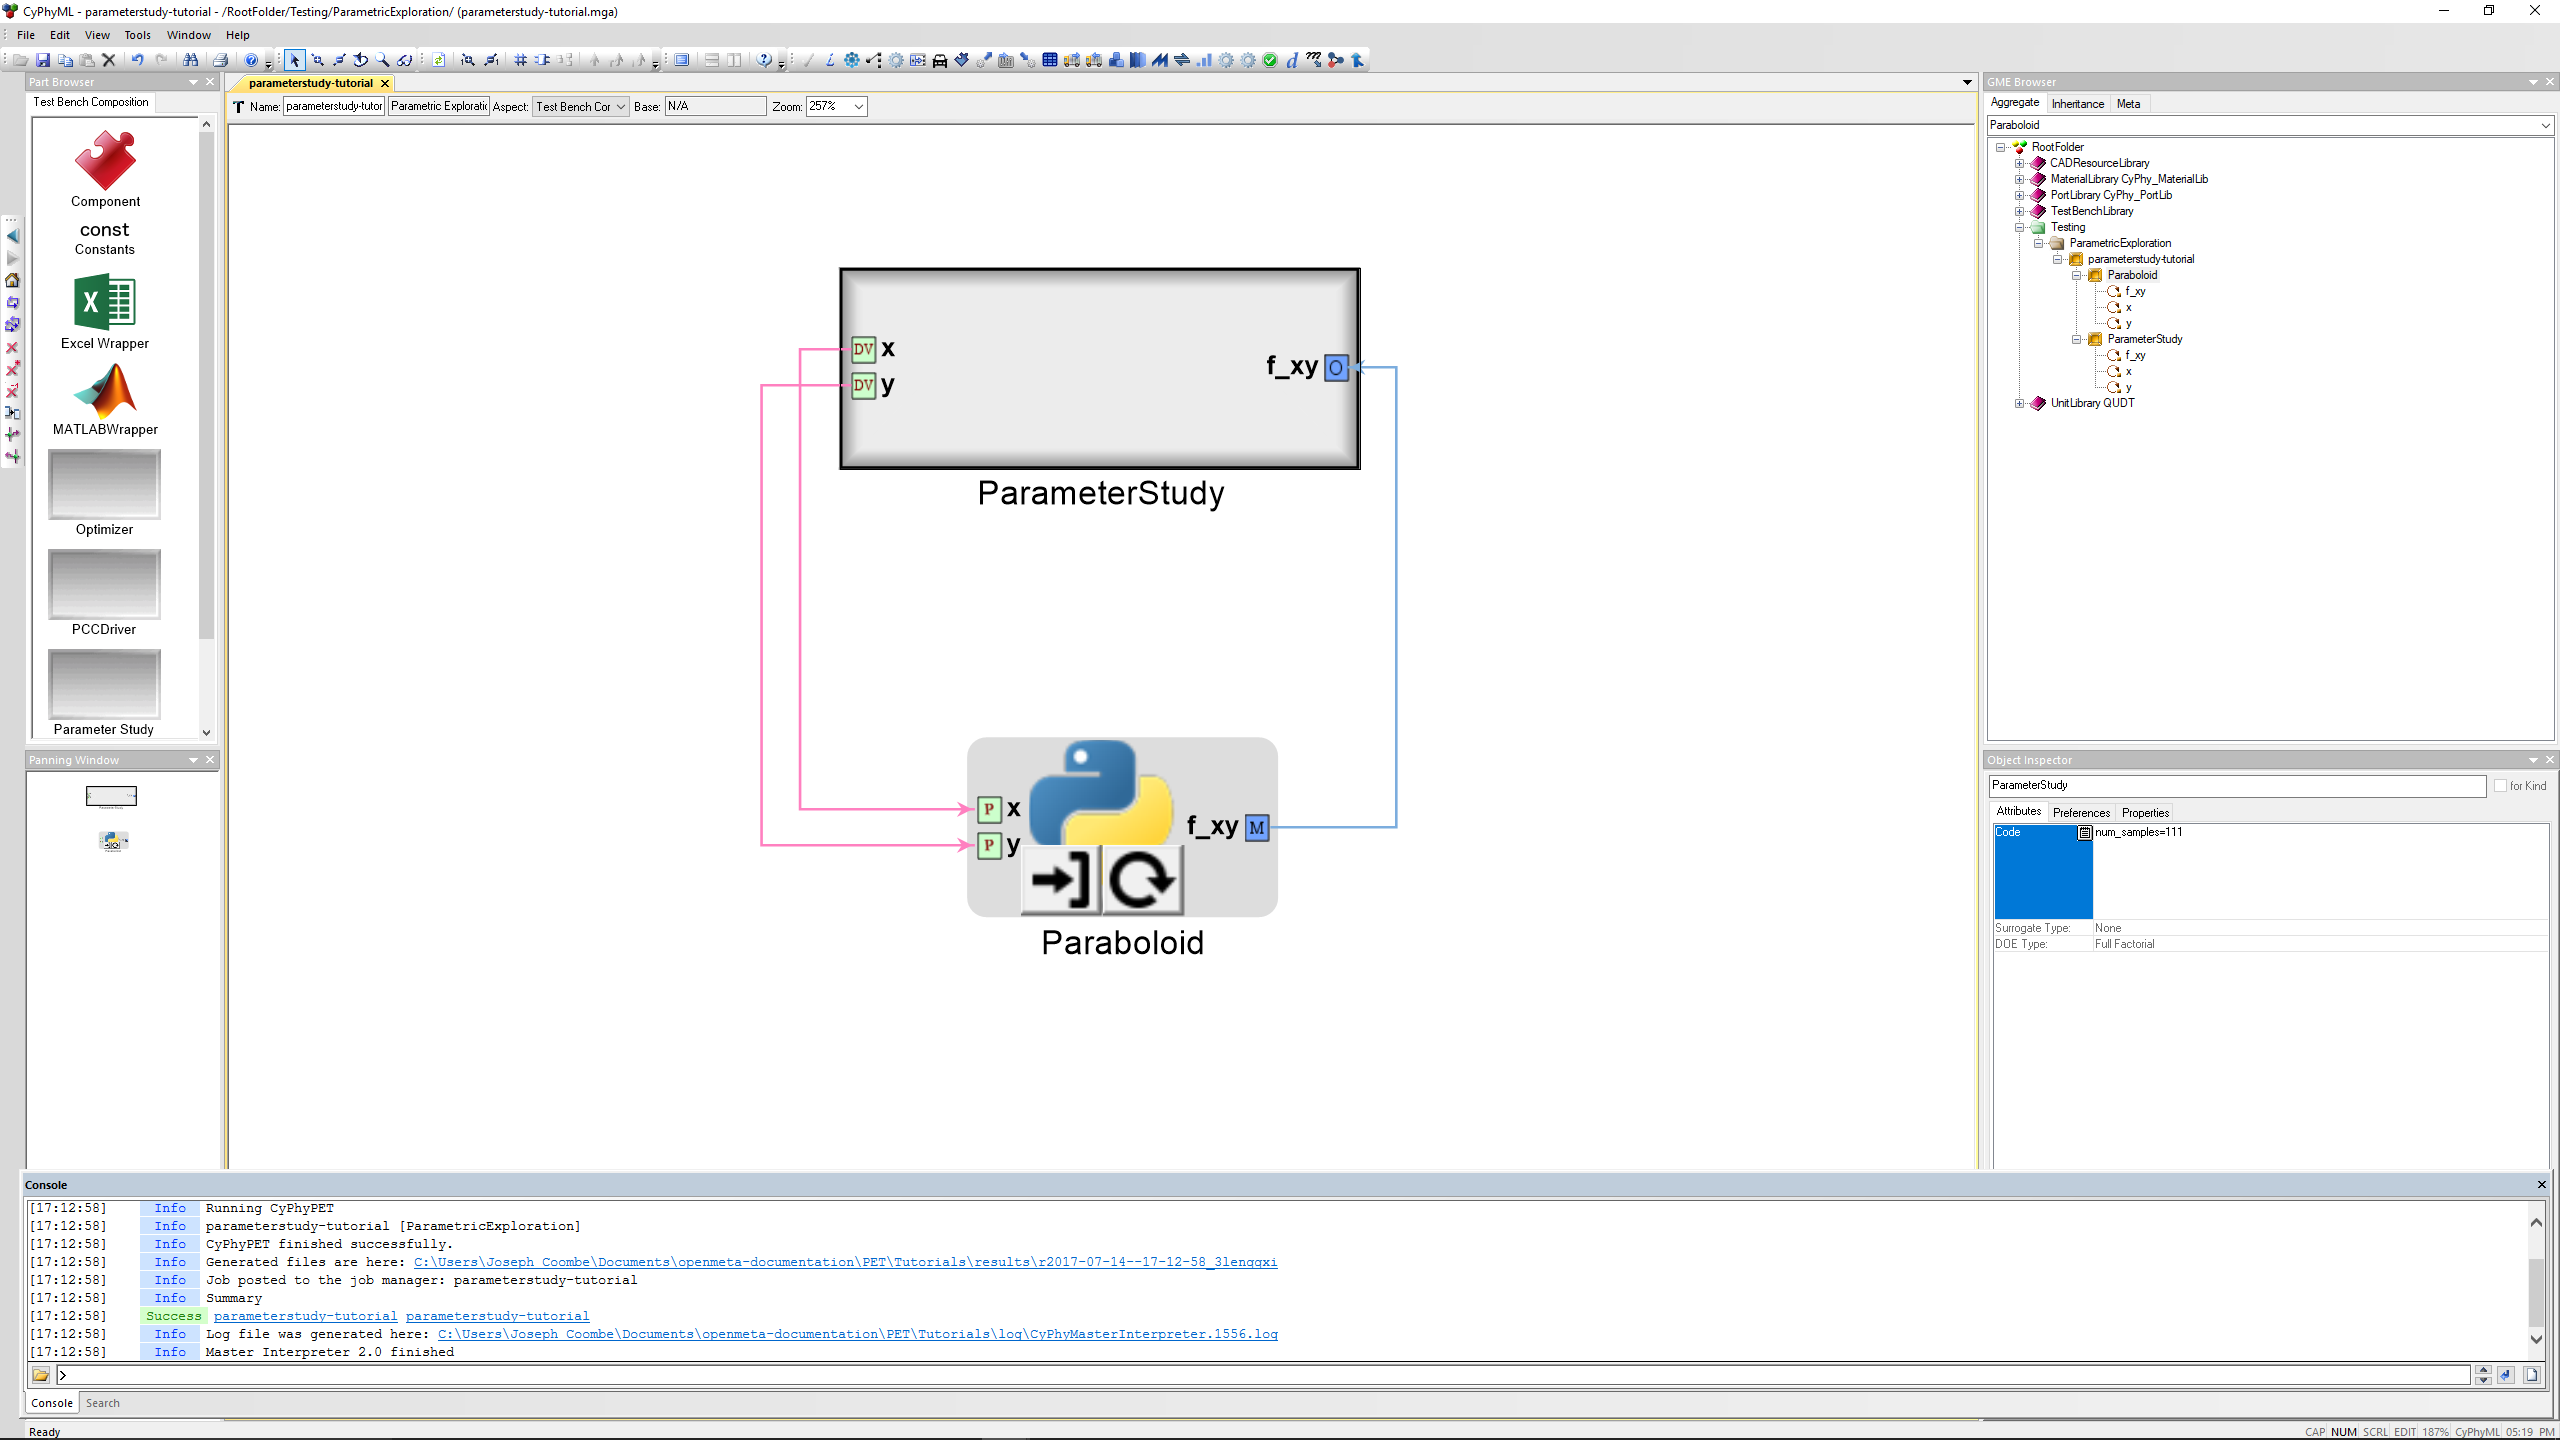 CyPhyML - parameterstudy-tutorial - /RootFolder/Testing/ParametricExploration/ (parameterstudy-tutorial.mga)
File Edit View Tools Window Help
Part Browser
Test Bench Composition
Component
const
Constants
Excel Wrapper
MATLABWrapper
Optimizer
PCCDriver
Parameter Study
Panning Window
parameterstudy-tutorial
Name: parameterstudy-tutor Parametric Exploratic Aspect: Test Bench Cor Base: N/A Zoom: 257%
DV x
DV y
f_xy O
ParameterStudy
P x
P y
f_xy M
Paraboloid
GME Browser
Aggregate Inheritance Meta
Paraboloid
RootFolder
CADResourceLibrary
MaterialLibrary CyPhy_MaterialLib
PortLibrary CyPhy_PortLib
TestBenchLibrary
Testing
ParametricExploration
parameterstudy-tutorial
Paraboloid
f_xy
x
y
ParameterStudy
f_xy
x
y
UnitLibrary QUDT
Object Inspector
ParameterStudy for Kind
Attributes Preferences Properties
Code num_samples=111
Surrogate Type: None
DOE Type: Full Factorial
Console
[17:12:58] Info Running CyPhyPET
[17:12:58] Info parameterstudy-tutorial [ParametricExploration]
[17:12:58] Info CyPhyPET finished successfully.
[17:12:58] Info Generated files are here: C:\Users\Joseph Coombe\Documents\openmeta-documentation\PET\Tutorials\results\r2017-07-14--17-12-58_3lenqqxi
[17:12:58] Info Job posted to the job manager: parameterstudy-tutorial
[17:12:58] Info Summary
[17:12:58] Success parameterstudy-tutorial parameterstudy-tutorial
[17:12:58] Info Log file was generated here: C:\Users\Joseph Coombe\Documents\openmeta-documentation\PET\Tutorials\log\CyPhyMasterInterpreter.1556.log
[17:12:58] Info Master Interpreter 2.0 finished
>
Console Search
Ready CAP NUM SCRL EDIT 187% CyPhyML 05:19 PM